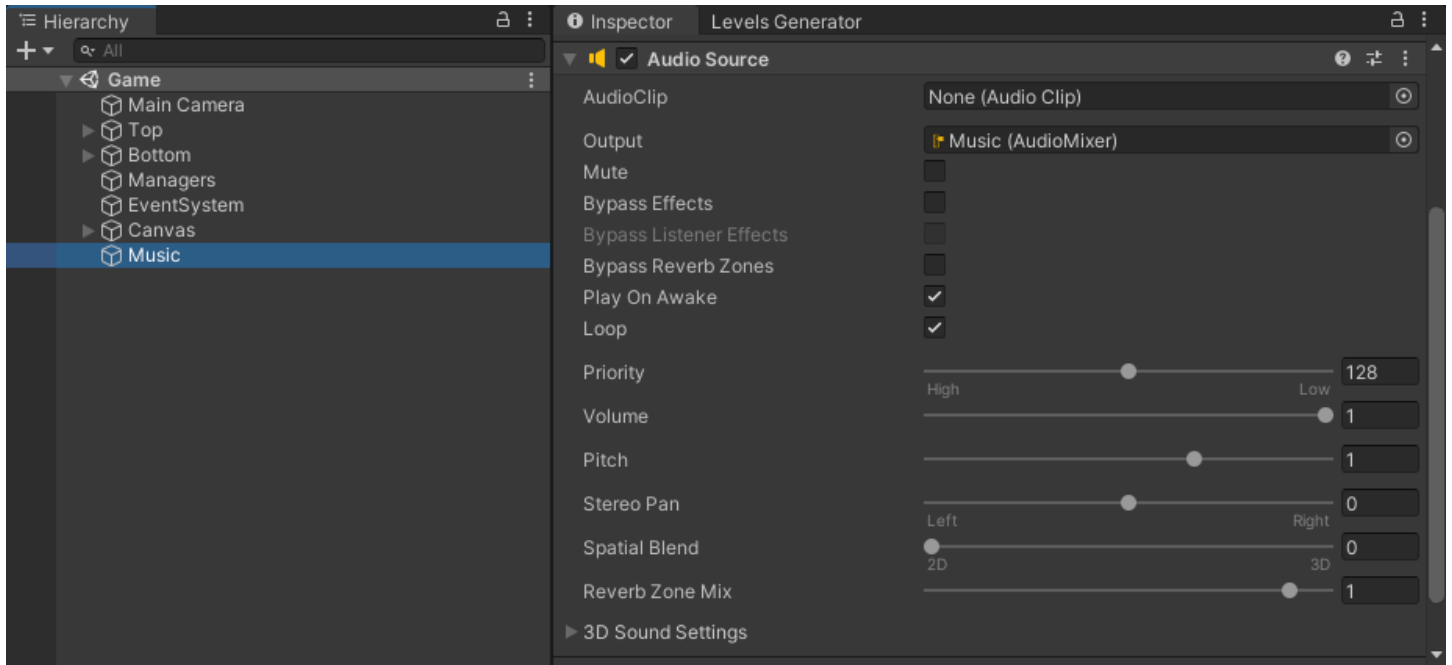 Hierarchy
All
Game
Main Camera
Top
Bottom
Managers
EventSystem
Canvas
Music
Inspector
Levels Generator
Audio Source
AudioClip
None (Audio Clip)
Output
Music (AudioMixer)
Mute
Bypass Effects
Bypass Listener Effects
Bypass Reverb Zones
Play On Awake
Loop
Priority
128
High
Low
Volume
1
Pitch
1
Stereo Pan
0
Left
Right
Spatial Blend
0
2D
3D
Reverb Zone Mix
1
3D Sound Settings